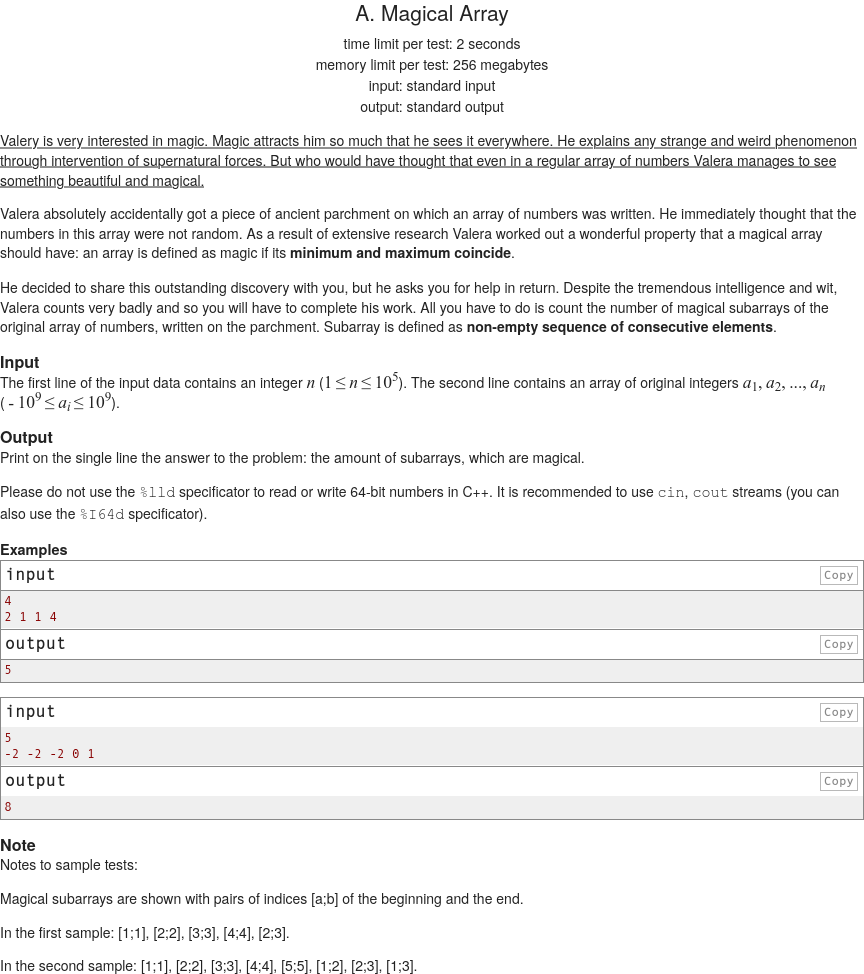 A. Magical Array
time limit per test: 2 seconds
memory limit per test: 256 megabytes
input: standard input
output: standard output
Valery is very interested in magic. Magic attracts him so much that he sees it everywhere. He explains any strange and weird phenomenon
through intervention of supernatural forces. But who would have thought that even in a regular array of numbers Valera manages to see
something beautiful and magical.
Valera absolutely accidentally got a piece of ancient parchment on which an array of numbers was written. He immediately thought that the
numbers in this array were not random. As a result of extensive research Valera worked out a wonderful property that a magical array
should have: an array is defined as magic if its minimum and maximum coincide.
He decided to share this outstanding discovery with you, but he asks you for help in return. Despite the tremendous intelligence and wit,
Valera counts very badly and so you will have to complete his work. All you have to do is count the number of magical subarrays of the
original array of numbers, written on the parchment. Subarray is defined as non-empty sequence of consecutive elements.
Input
The first line of the input data contains an integer n (1 ≤ n ≤ 10⁵). The second line contains an array of original integers a₁, a₂, ..., aₙ
( - 10⁹ ≤ aᵢ ≤ 10⁹).
Output
Print on the single line the answer to the problem: the amount of subarrays, which are magical.
Please do not use the %lld specificator to read or write 64-bit numbers in C++. It is recommended to use cin, cout streams (you can
also use the %I64d specificator).
Examples
input Copy
4
2 1 1 4
output Copy
5
input Copy
5
-2 -2 -2 0 1
output Copy
8
Note
Notes to sample tests:
Magical subarrays are shown with pairs of indices [a;b] of the beginning and the end.
In the first sample: [1;1], [2;2], [3;3], [4;4], [2;3].
In the second sample: [1;1], [2;2], [3;3], [4;4], [5;5], [1;2], [2;3], [1;3].